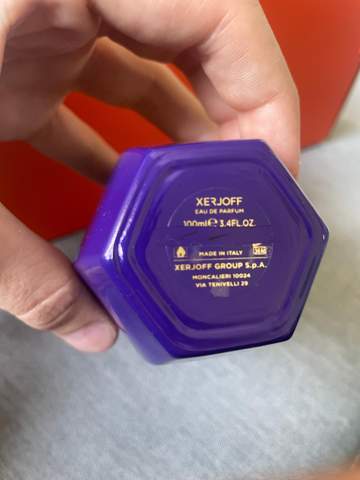 XERJOFF
EAU DE PARFUM
100ml℮ 3.4FL.OZ.
MADE IN ITALY
XERJOFF GROUP S.p.A.
MONCALIERI 10024
VIA TENIVELLI 29